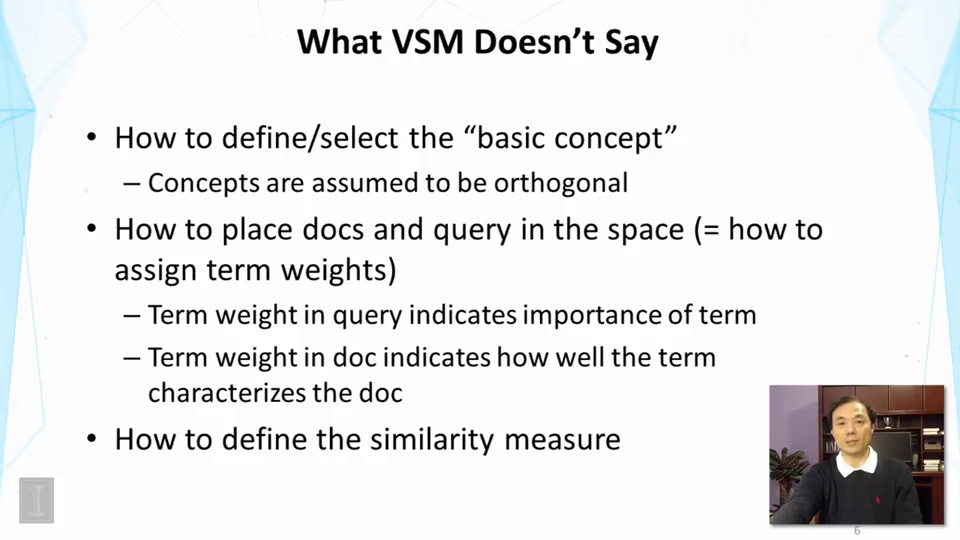 What VSM Doesn’t Say
• How to define/select the “basic concept”
– Concepts are assumed to be orthogonal
• How to place docs and query in the space (= how to
assign term weights)
– Term weight in query indicates importance of term
– Term weight in doc indicates how well the term
characterizes the doc
• How to define the similarity measure
I
6